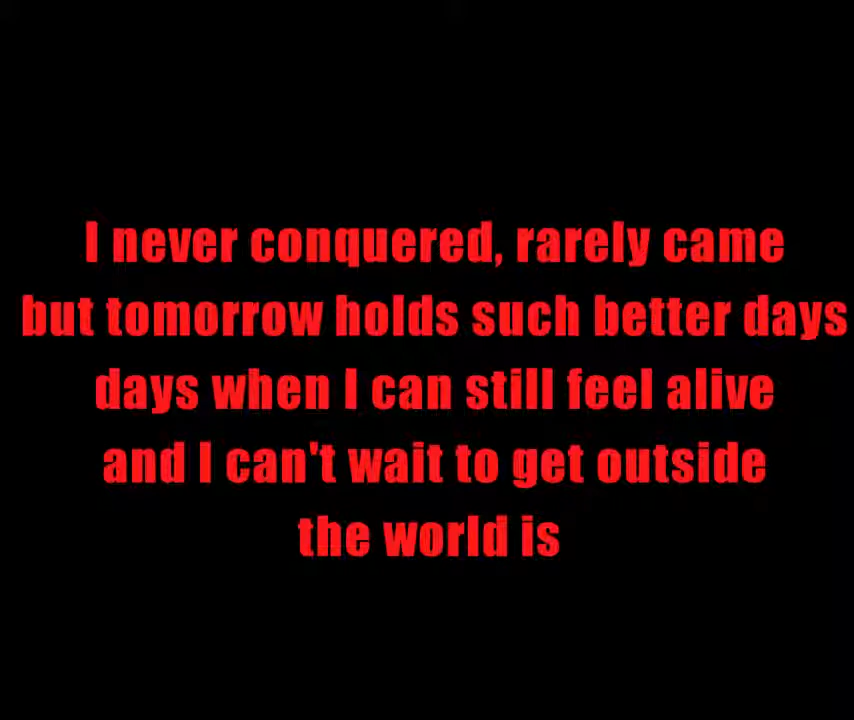 I never conquered, rarely came
but tomorrow holds such better days
days when I can still feel alive
and I can't wait to get outside
the world is